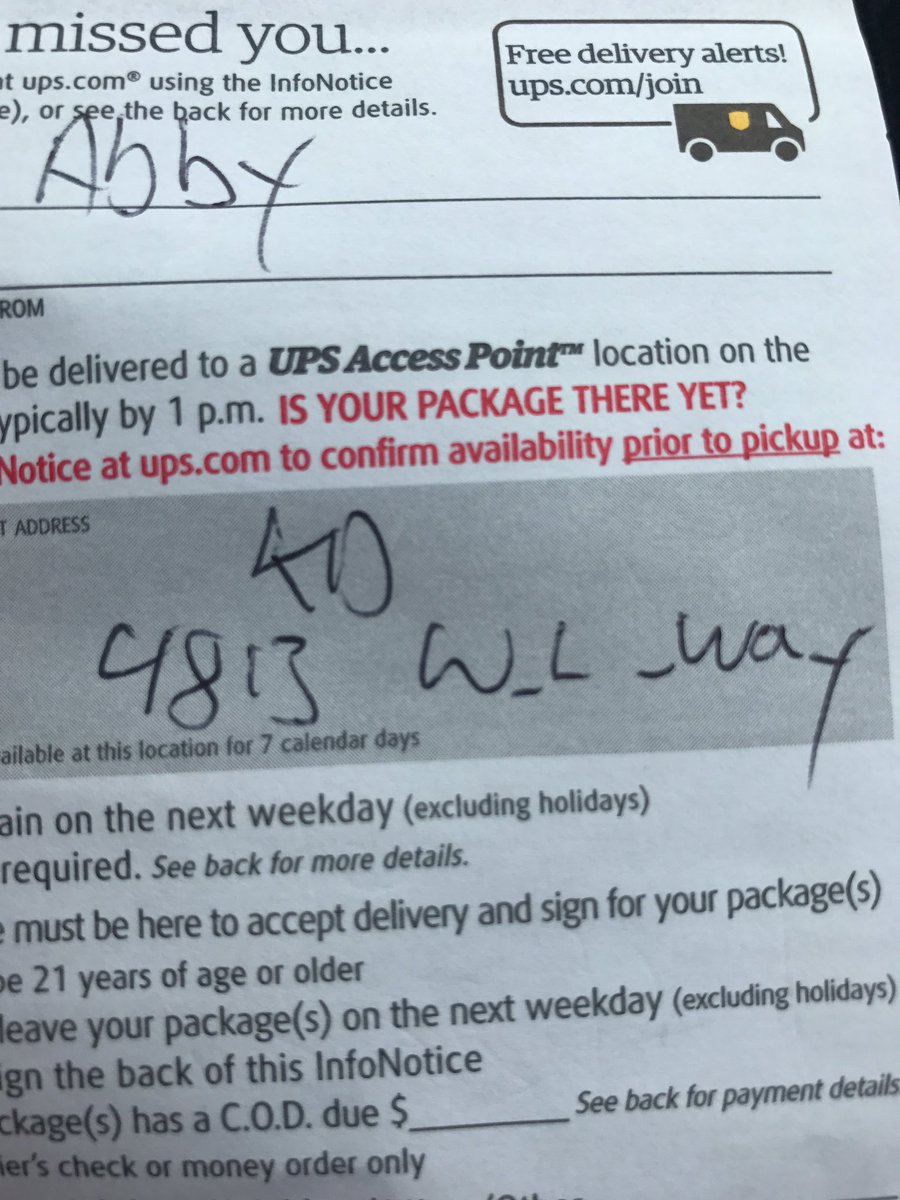 missed you...
at ups.com® using the InfoNotice
e), or see the back for more details.
Free delivery alerts!
ups.com/join
Abby
ROM
be delivered to a UPS Access Point™ location on the
ypically by 1 p.m. IS YOUR PACKAGE THERE YET?
Notice at ups.com to confirm availability prior to pickup at:
T ADDRESS
4813 W_L_Way
ailable at this location for 7 calendar days
ain on the next weekday (excluding holidays)
required. See back for more details.
e must be here to accept delivery and sign for your package(s)
be 21 years of age or older
leave your package(s) on the next weekday (excluding holidays)
ign the back of this InfoNotice
ckage(s) has a C.O.D. due $________ See back for payment details
ier's check or money order only